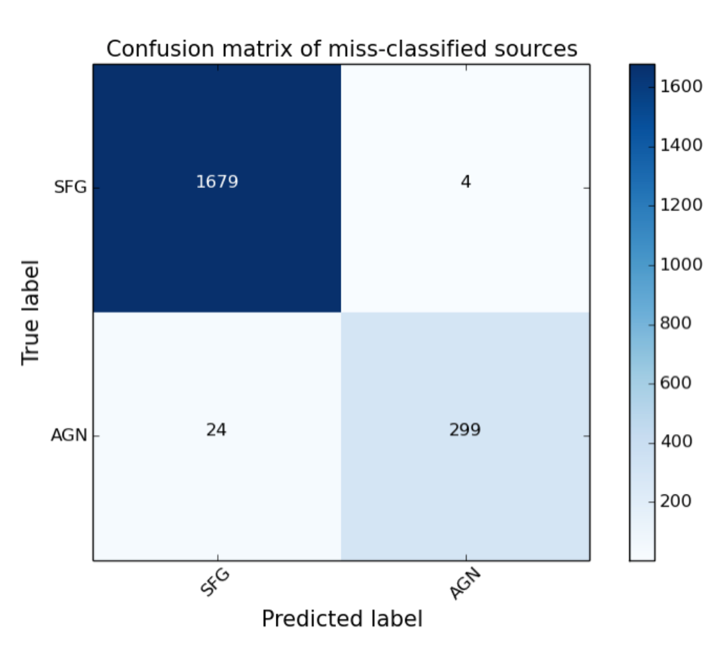 Confusion matrix of miss-classified sources
SFG
1679
4
AGN
24
299
True label
SFG
AGN
Predicted label
1600
1400
1200
1000
800
600
400
200